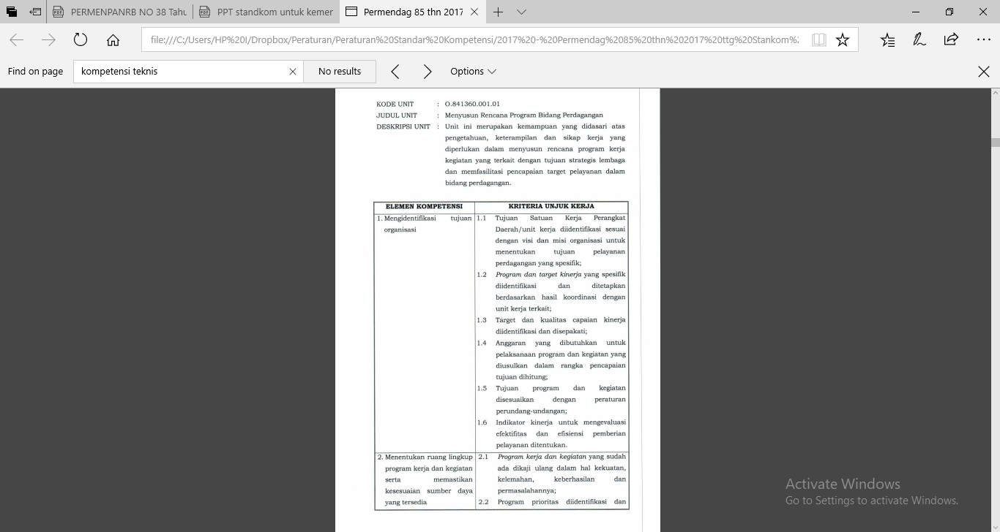 PERMENPANRB NO 38 Tahu
PPT standkom untuk kemer
Permendag 85 thn 2017
file:///C:/Users/HP%20I/Dropbox/Peraturan/Peraturan%20Standar%20Kompetensi/2017%20-%20Permendag%2085%20thn%202017%20ttg%20Stankom%2
Find on page
kompetensi teknis
No results
Options
KODE UNIT : O.841360.001.01
JUDUL UNIT : Menyusun Rencana Program Bidang Perdagangan
DESKRIPSI UNIT : Unit ini merupakan kemampuan yang didasari atas
pengetahuan, keterampilan dan sikap kerja yang
diperlukan dalam menyusun rencana program kerja
kegiatan yang terkait dengan tujuan strategis lembaga
dan memfasilitasi pencapaian target pelayanan dalam
bidang perdagangan.
ELEMEN KOMPETENSI
KRITERIA UNJUK KERJA
1. Mengidentifikasi tujuan
organisasi
1.1 Tujuan Satuan Kerja Perangkat
Daerah/unit kerja diidentifikasi sesuai
dengan visi dan misi organisasi untuk
menentukan tujuan pelayanan
perdagangan yang spesifik;
1.2 Program dan target kinerja yang spesifik
diidentifikasi dan ditetapkan
berdasarkan hasil koordinasi dengan
unit kerja terkait;
1.3 Target dan kualitas capaian kinerja
diidentifikasi dan disepakati;
1.4 Anggaran yang dibutuhkan untuk
pelaksanaan program dan kegiatan yang
diusulkan dalam rangka pencapaian
tujuan dihitung;
1.5 Tujuan program dan kegiatan
disesuaikan dengan peraturan
perundang-undangan;
1.6 Indikator kinerja untuk mengevaluasi
efektifitas dan efisiensi pemberian
pelayanan ditentukan.
2. Menentukan ruang lingkup
program kerja dan kegiatan
serta memastikan
kesesuaian sumber daya
yang tersedia
2.1 Program kerja dan kegiatan yang sudah
ada dikaji ulang dalam hal kekuatan,
kelemahan, keberhasilan dan
permasalahannya;
2.2 Program prioritas diidentifikasi dan
Activate Windows
Go to Settings to activate Windows.